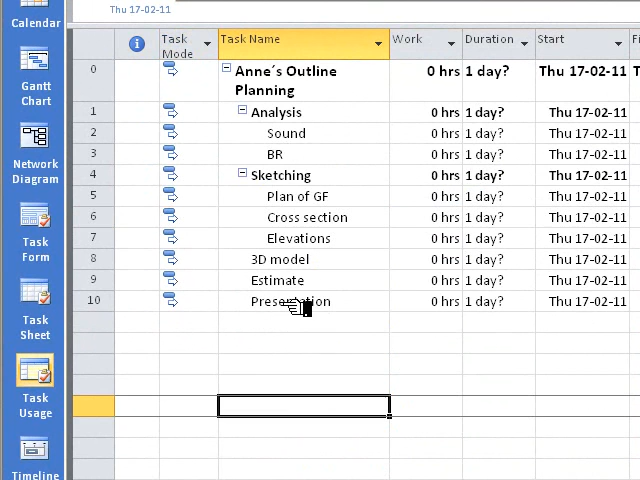 Thu 17-02-11
Calendar
Gantt
Chart
Network
Diagram
Task
Form
Task
Sheet
Task
Usage
Timeline
Task
Mode
Task Name
Work
Duration
Start
0 Anne´s Outline
Planning 0 hrs 1 day? Thu 17-02-11
1 Analysis 0 hrs 1 day? Thu 17-02-11
2 Sound 0 hrs 1 day? Thu 17-02-11
3 BR 0 hrs 1 day? Thu 17-02-11
4 Sketching 0 hrs 1 day? Thu 17-02-11
5 Plan of GF 0 hrs 1 day? Thu 17-02-11
6 Cross section 0 hrs 1 day? Thu 17-02-11
7 Elevations 0 hrs 1 day? Thu 17-02-11
8 3D model 0 hrs 1 day? Thu 17-02-11
9 Estimate 0 hrs 1 day? Thu 17-02-11
10 Presentation 0 hrs 1 day? Thu 17-02-11